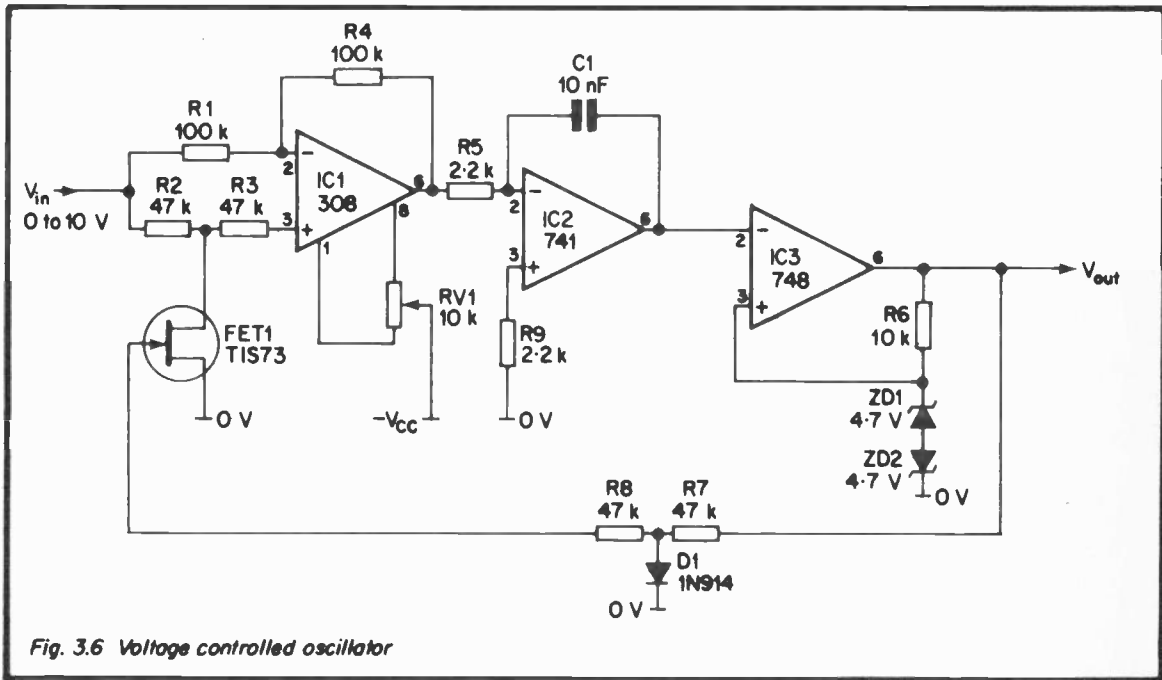 R4
100 k
C1
10 nF
R1
100 k
R5
2·2 k
2
6
IC1
308
8
2
6
IC2
741
Vin
0 to 10 V
R2
47 k
R3
47 k
3
1
2
6
IC3
748
Vout
3
RV1
10 k
3
R6
10 k
FET1
TIS73
R9
2·2 k
0 V
-VCC
0 V
ZD1
4·7 V
ZD2
4·7 V
0 V
R8
47 k
R7
47 k
D1
1N914
0 V
Fig. 3.6 Voltage controlled oscillator